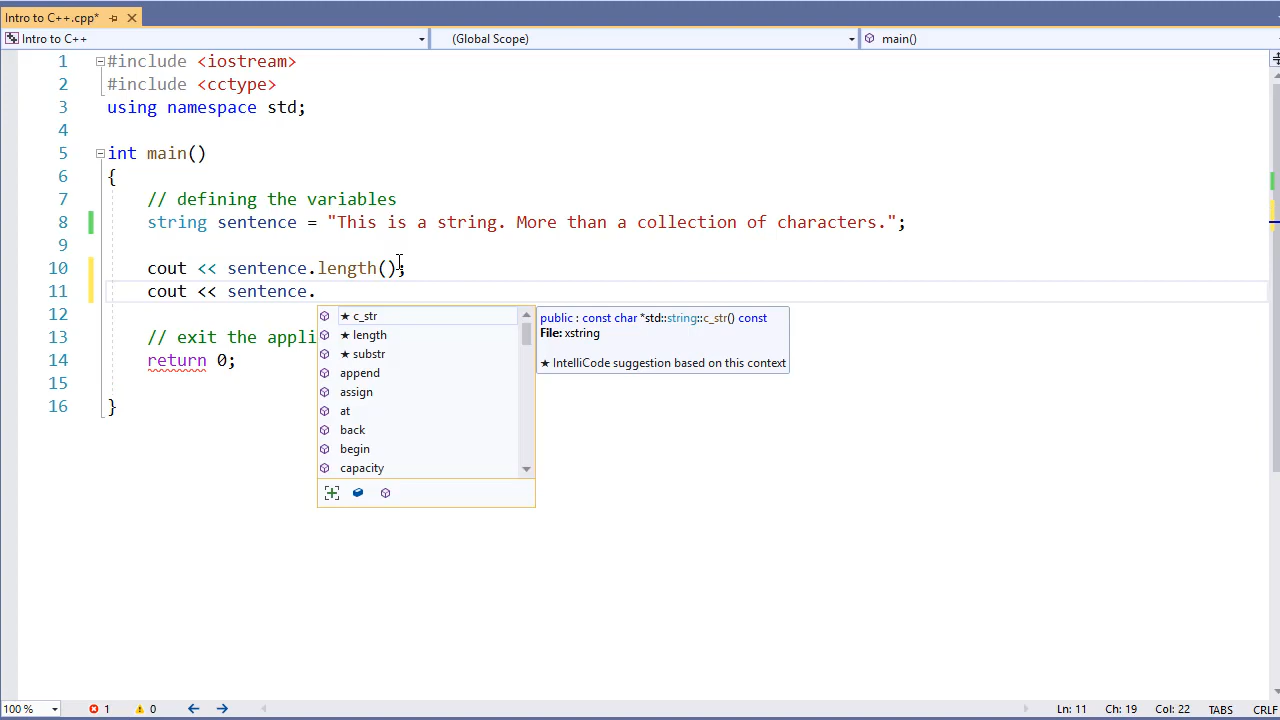 Intro to C++.cpp*
Intro to C++ (Global Scope) main()
1 #include <iostream>
2 #include <cctype>
3 using namespace std;
4
5 int main()
6 {
7 // defining the variables
8 string sentence = "This is a string. More than a collection of characters.";
9
10 cout << sentence.length();
11 cout << sentence.
12
13 // exit the appli
14 return 0;
15
16 }
★ c_str
★ length
★ substr
append
assign
at
back
begin
capacity
public : const char *std::string::c_str() const
File: xstring
★ IntelliCode suggestion based on this context
100 % 1 0 Ln: 11 Ch: 19 Col: 22 TABS CRLF